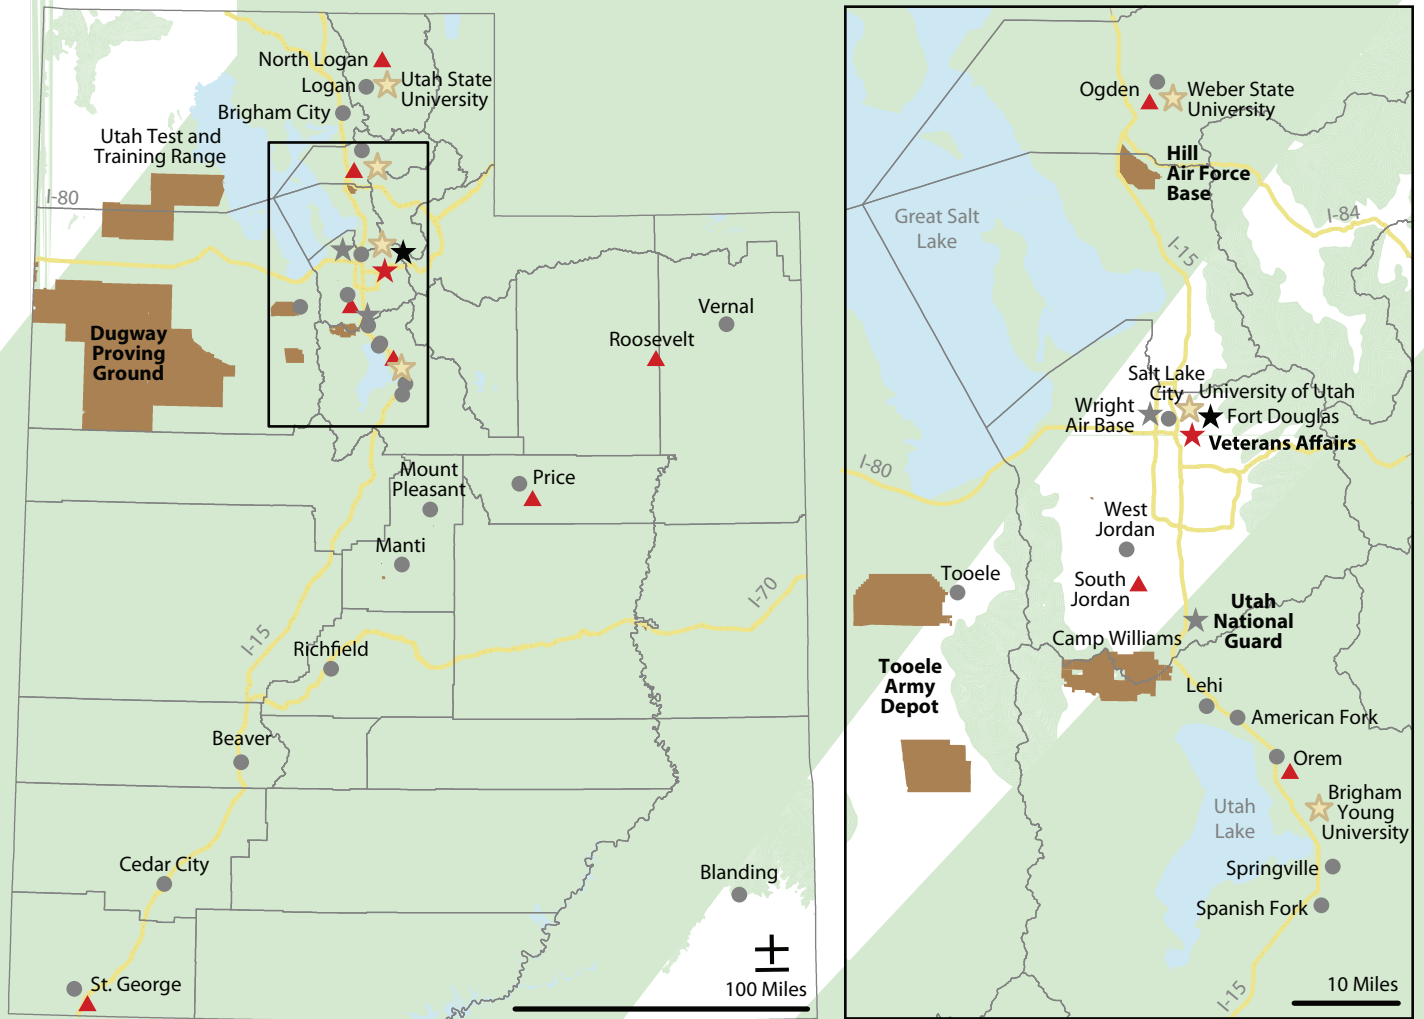 North Logan
Logan
Utah State
University
Brigham City
Utah Test and
Training Range
I-80
Dugway
Proving
Ground
Vernal
Roosevelt
Mount
Pleasant
Price
Manti
I-70
I-15
Richfield
Beaver
Cedar City
Blanding
St. George
100 Miles
Ogden
Weber State
University
Hill
Air Force
Base
I-84
Great Salt
Lake
I-15
Salt Lake
City
University of Utah
Wright
Air Base
Fort Douglas
Veterans Affairs
I-80
West
Jordan
Tooele
South
Jordan
Utah
National
Guard
Camp Williams
Tooele
Army
Depot
Lehi
American Fork
Orem
Utah
Lake
Brigham
Young
University
Springville
Spanish Fork
I-15
10 Miles